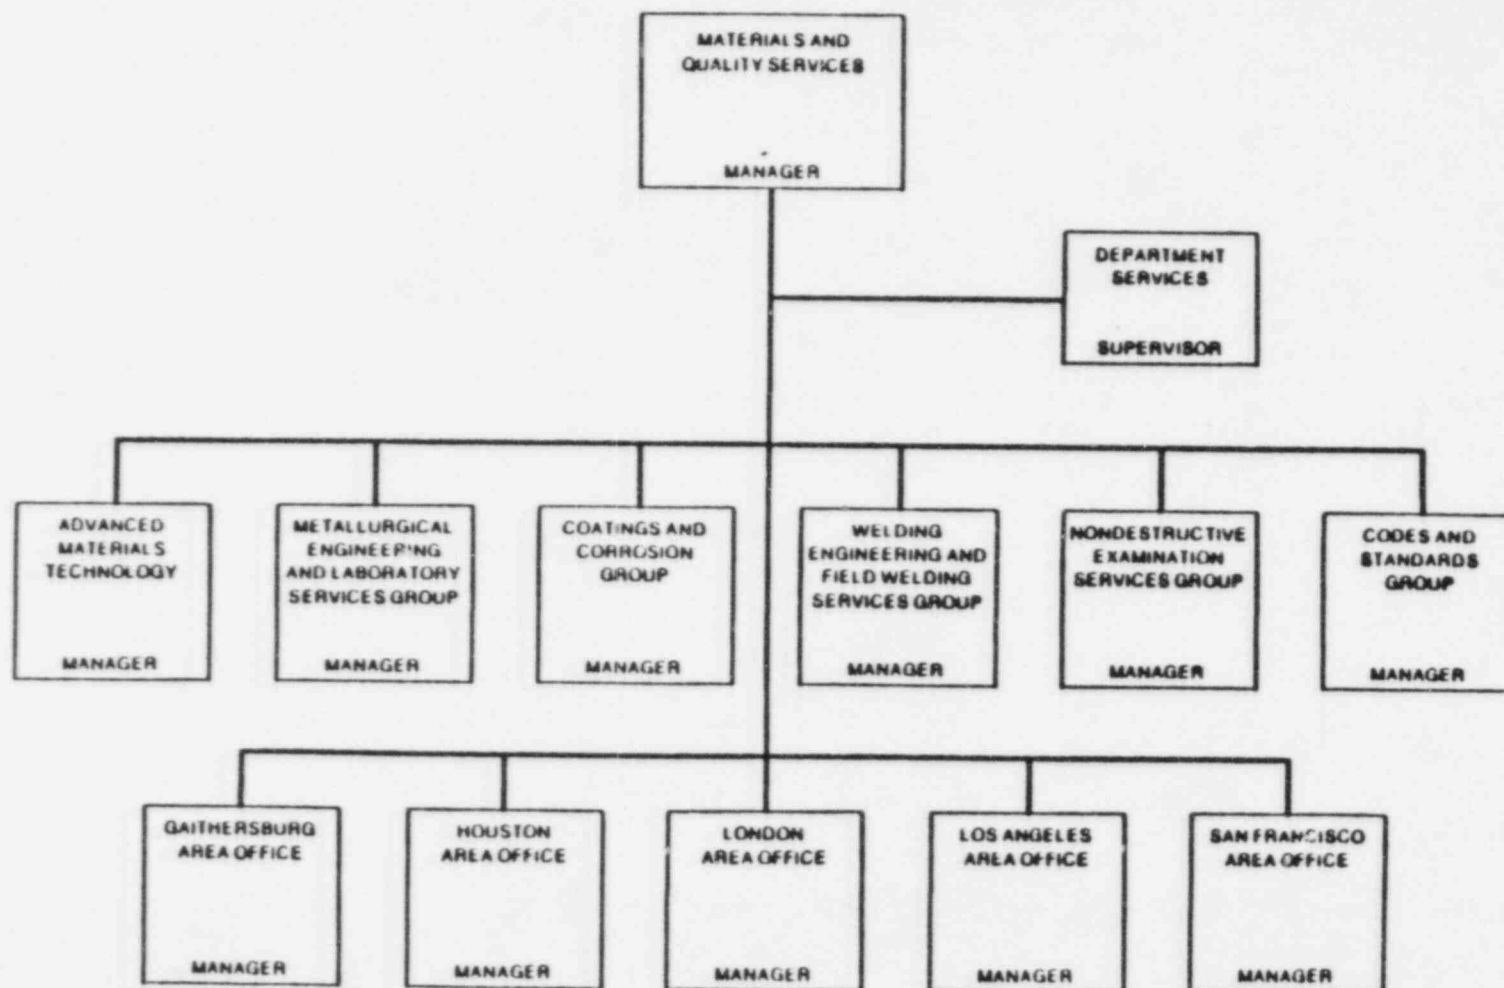 MATERIALS AND
QUALITY SERVICES
MANAGER
DEPARTMENT
SERVICES
SUPERVISOR
ADVANCED
MATERIALS
TECHNOLOGY
MANAGER
METALLURGICAL
ENGINEERING
AND LABORATORY
SERVICES GROUP
MANAGER
COATINGS AND
CORROSION
GROUP
MANAGER
WELDING
ENGINEERING AND
FIELD WELDING
SERVICES GROUP
MANAGER
NONDESTRUCTIVE
EXAMINATION
SERVICES GROUP
MANAGER
CODES AND
STANDARDS
GROUP
MANAGER
GAITHERSBURG
AREA OFFICE
MANAGER
HOUSTON
AREA OFFICE
MANAGER
LONDON
AREA OFFICE
MANAGER
LOS ANGELES
AREA OFFICE
MANAGER
SAN FRANCISCO
AREA OFFICE
MANAGER